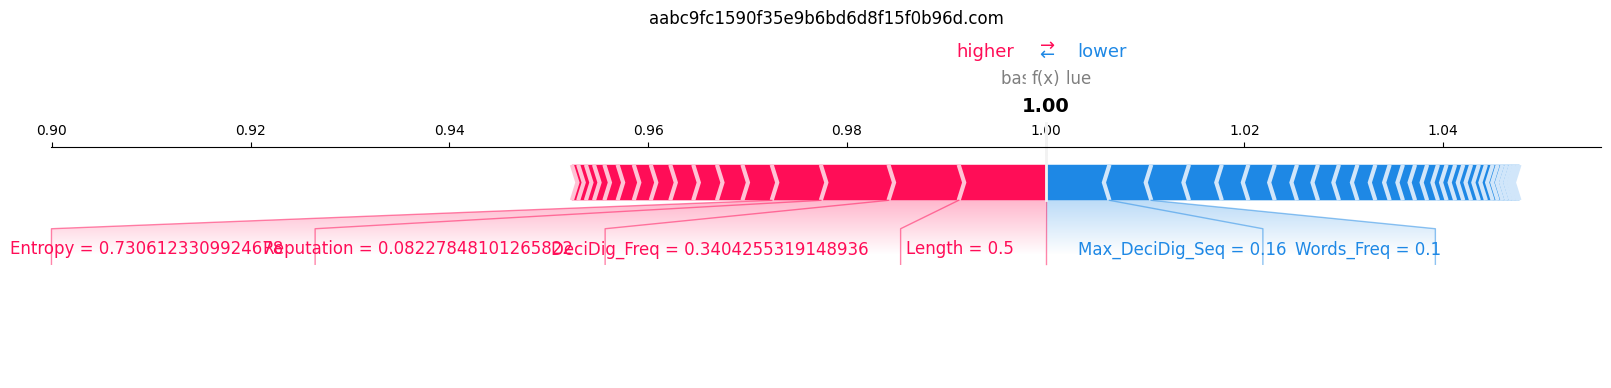 aabc9fc1590f35e9b6bd6d8f15f0b96d.com
higher ⇄ lower
f(x)
1.00
0.90 0.92 0.94 0.96 0.98 1.00 1.02 1.04
Entropy = 0.7306123309924678 Reputation = 0.08227848101265822 DeciDig_Freq = 0.3404255319148936 Length = 0.5 Max_DeciDig_Seq = 0.16 Words_Freq = 0.1